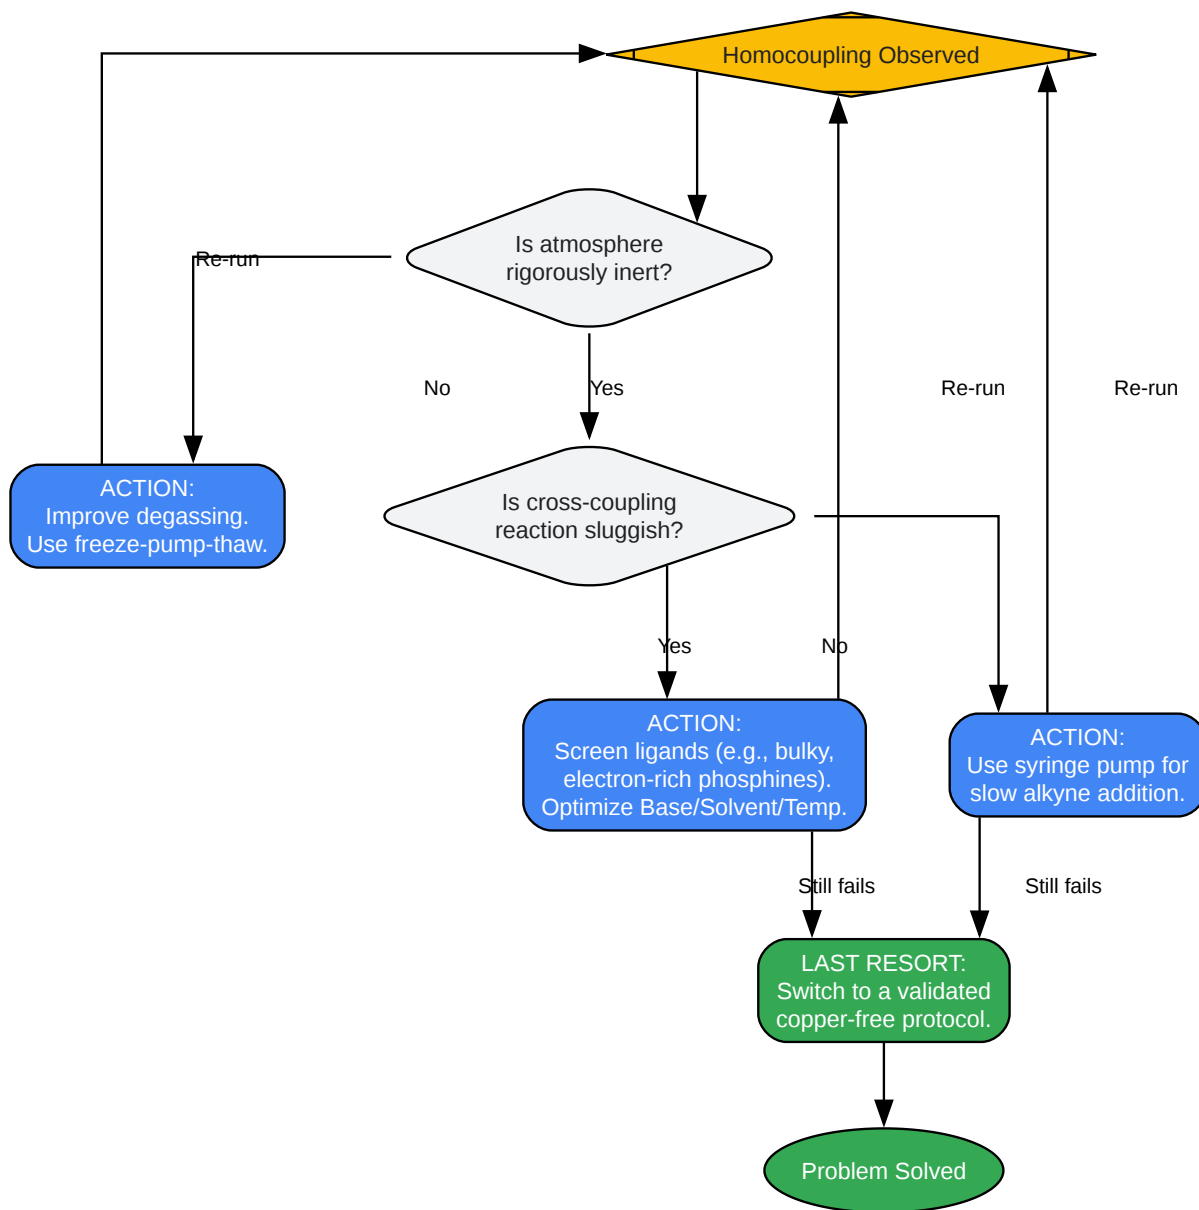 Homocoupling Observed
Is atmosphere
rigorously inert?
Re-run
No
Yes
Re-run
Re-run
ACTION:
Improve degassing.
Use freeze-pump-thaw.
Is cross-coupling
reaction sluggish?
Yes
No
ACTION:
Screen ligands (e.g., bulky,
electron-rich phosphines).
Optimize Base/Solvent/Temp.
ACTION:
Use syringe pump for
slow alkyne addition.
Still fails
Still fails
LAST RESORT:
Switch to a validated
copper-free protocol.
Problem Solved